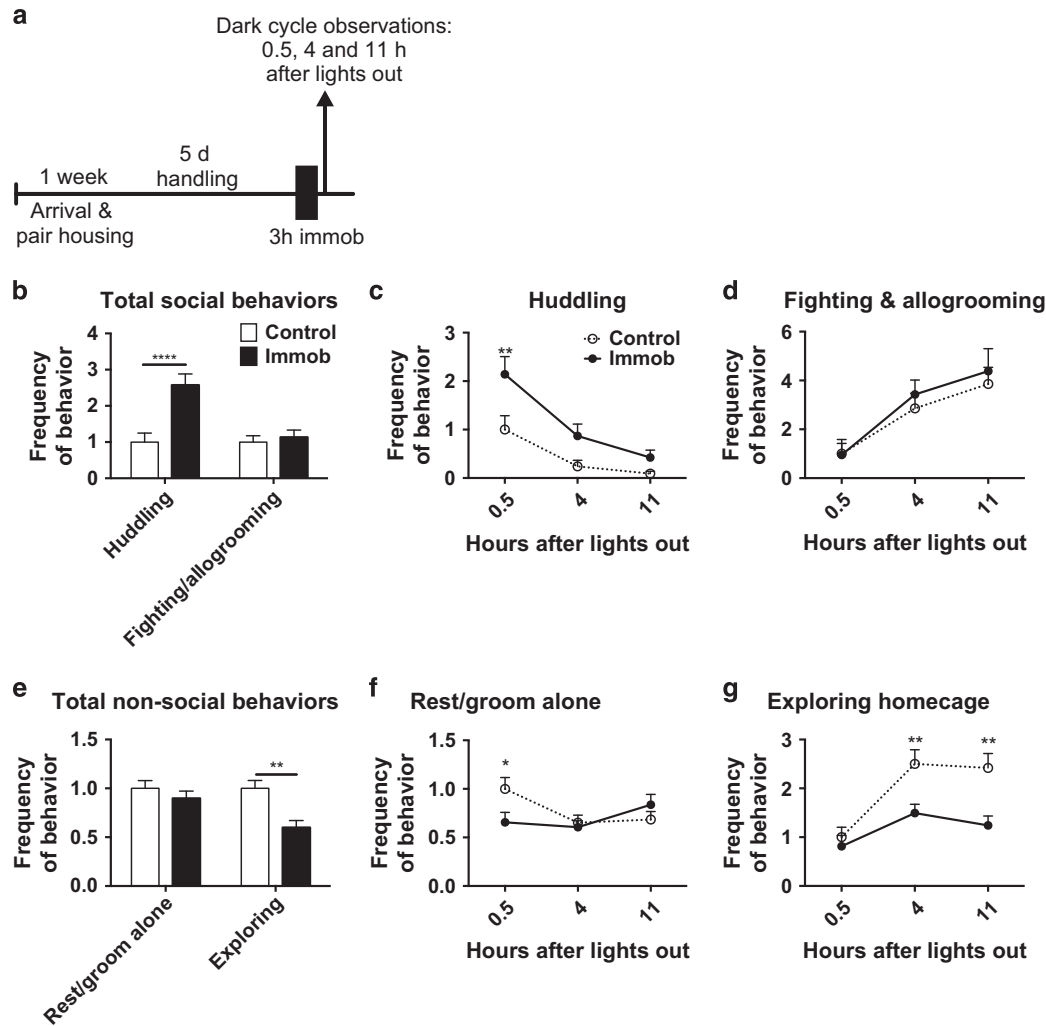 a
Dark cycle observations:
0.5, 4 and 11 h
after lights out
1 week
5 d
handling
Arrival &
pair housing
3h immob
b
Total social behaviors
Frequency
of behavior
4
3
2
1
0
****
Control
Immob
Huddling
Fighting/allogrooming
c
Huddling
Frequency
of behavior
3
2
1
0
**
Control
Immob
0.5
4
11
Hours after lights out
d
Fighting & allogrooming
Frequency
of behavior
6
4
2
0
0.5
4
11
Hours after lights out
e
Total non-social behaviors
Frequency
of behavior
1.5
1.0
0.5
0.0
**
Rest/groom alone
Exploring
f
Rest/groom alone
Frequency
of behavior
1.5
1.0
0.5
0.0
*
0.5
4
11
Hours after lights out
g
Exploring homecage
Frequency
of behavior
3
2
1
0
**
**
0.5
4
11
Hours after lights out